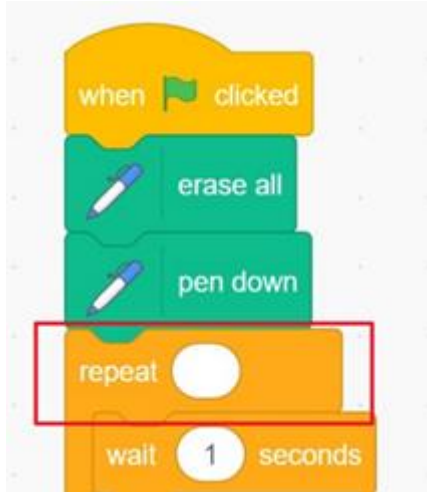 when clicked
erase all
pen down
repeat
wait 1 seconds